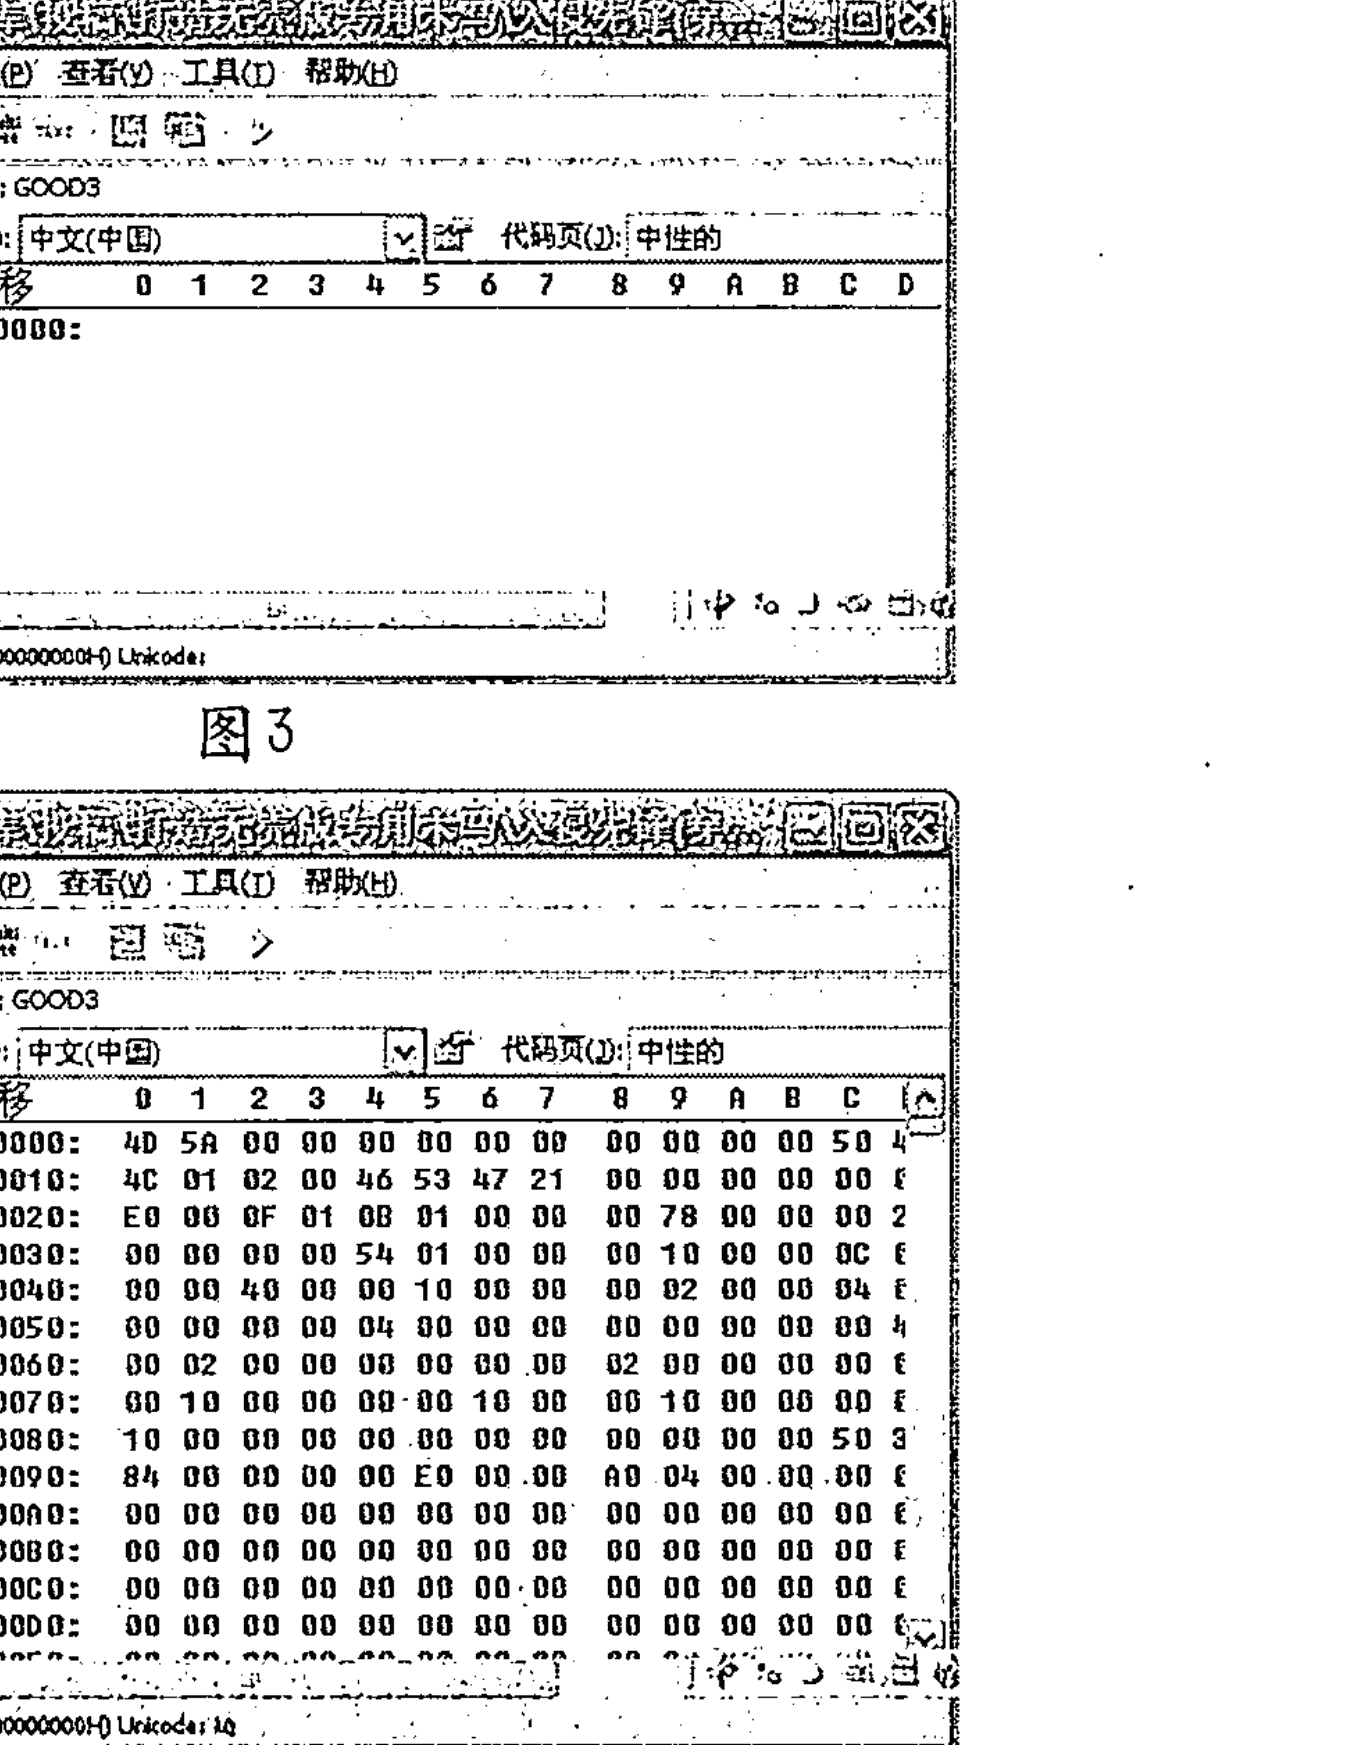 (P) 查看(V) 工具(T) 帮助(H)
: GOOD3
: 中文(中国) 代码页(J): 中性的
移 0 1 2 3 4 5 6 7 8 9 A B C D
0000:
00000000H) Unicode:
图3
(P) 查看(V) 工具(T) 帮助(H)
: GOOD3
: 中文(中国) 代码页(J): 中性的
移 0 1 2 3 4 5 6 7 8 9 A B C
0000: 4D 5A 00 00 00 00 00 00 00 00 00 00 50 4
0010: 4C 01 02 00 46 53 47 21 00 00 00 00 00
0020: E0 00 0F 01 0B 01 00 00 00 78 00 00 00 2
0030: 00 00 00 00 54 01 00 00 00 10 00 00 0C
0040: 00 00 40 00 00 10 00 00 00 02 00 00 04
0050: 00 00 00 00 04 00 00 00 00 00 00 00 00 4
0060: 00 02 00 00 00 00 00 00 02 00 00 00 00
0070: 00 10 00 00 00 00 10 00 00 10 00 00 00
0080: 10 00 00 00 00 00 00 00 00 00 00 00 50 3
0090: 84 00 00 00 00 E0 00 00 A0 04 00 00 00
00A0: 00 00 00 00 00 00 00 00 00 00 00 00 00
00B0: 00 00 00 00 00 00 00 00 00 00 00 00 00
00C0: 00 00 00 00 00 00 00 00 00 00 00 00 00
00D0: 00 00 00 00 00 00 00 00 00 00 00 00 00
00000000H) Unicode: